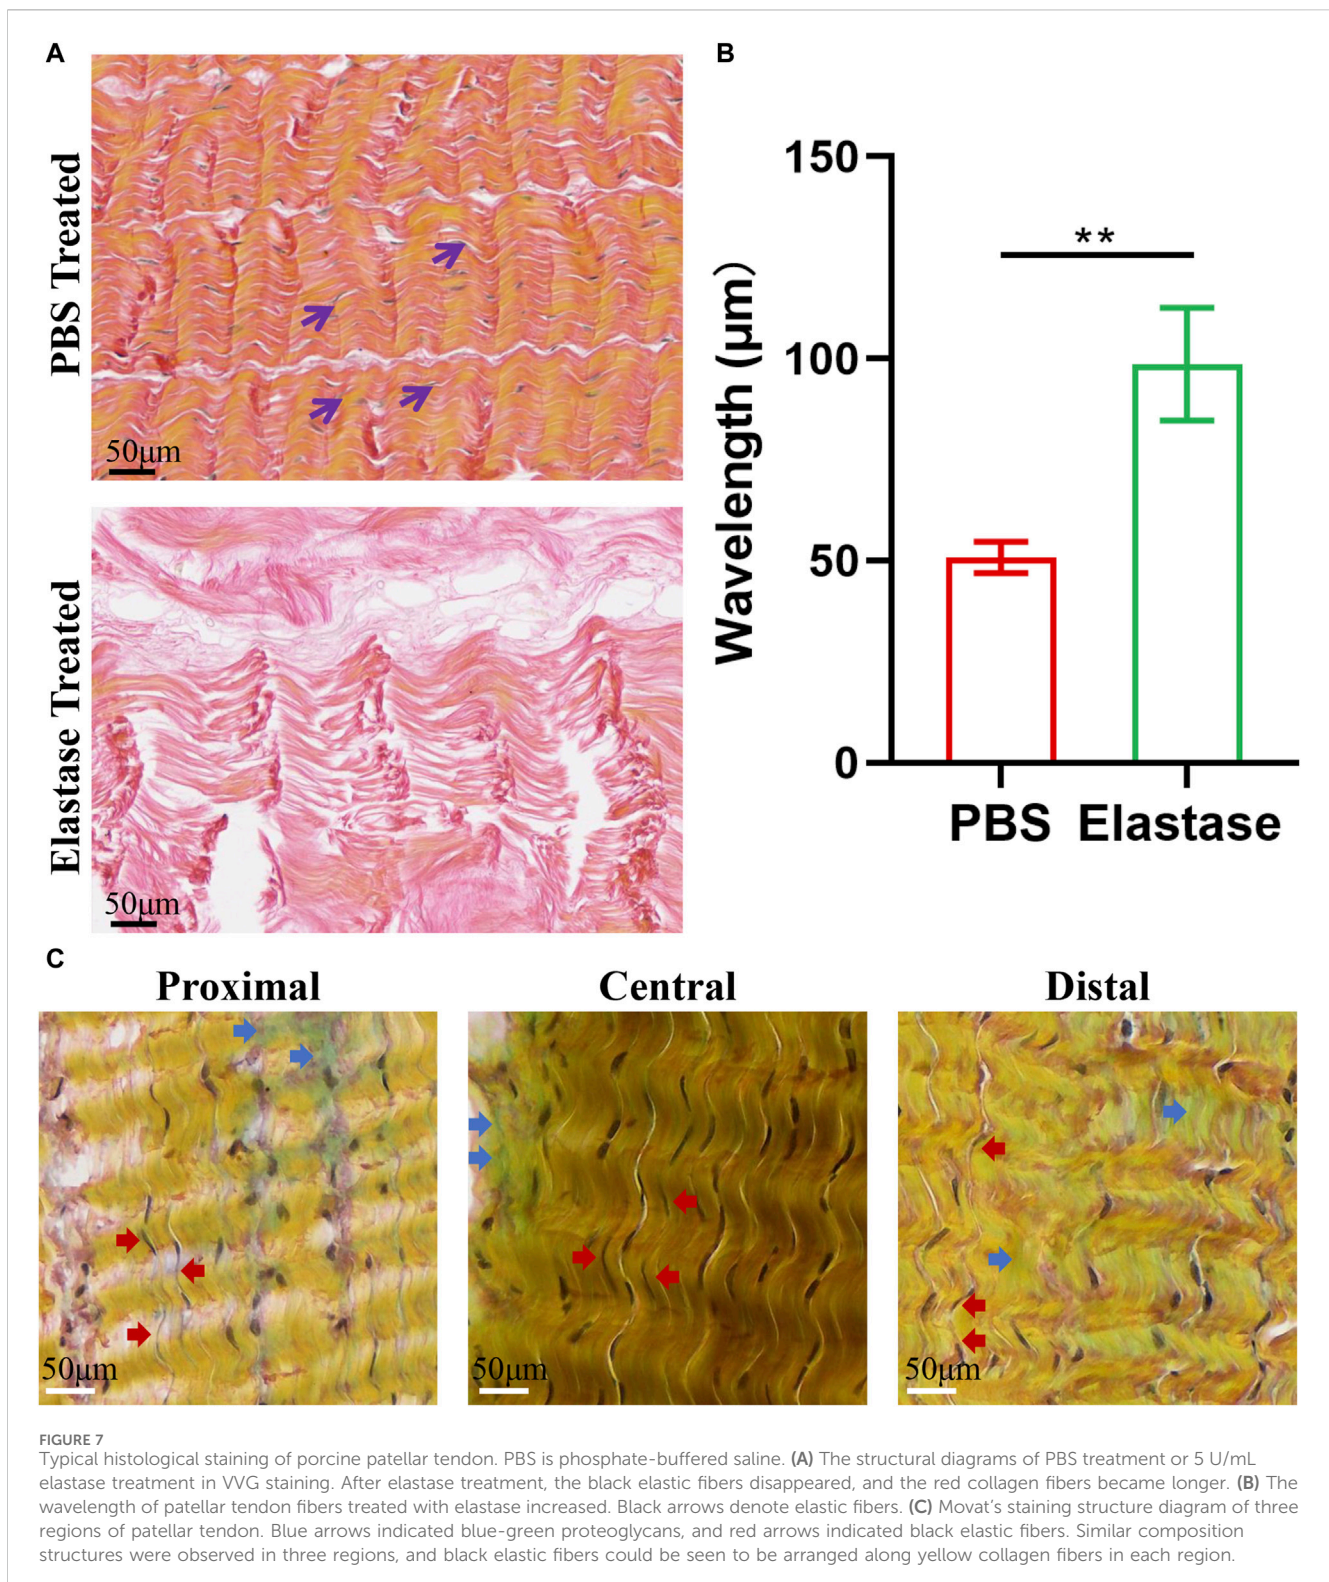 A
PBS Treated
50μm
Elastase Treated
50μm
B
150
100
50
0
Wavelength (μm)
**
PBS Elastase
C
Proximal Central Distal
50μm 50μm 50μm
FIGURE 7
Typical histological staining of porcine patellar tendon. PBS is phosphate-buffered saline. (A) The structural diagrams of PBS treatment or 5 U/mL
elastase treatment in VVG staining. After elastase treatment, the black elastic fibers disappeared, and the red collagen fibers became longer. (B) The
wavelength of patellar tendon fibers treated with elastase increased. Black arrows denote elastic fibers. (C) Movat's staining structure diagram of three
regions of patellar tendon. Blue arrows indicated blue-green proteoglycans, and red arrows indicated black elastic fibers. Similar composition
structures were observed in three regions, and black elastic fibers could be seen to be arranged along yellow collagen fibers in each region.